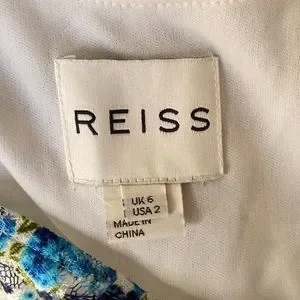 REISS
UK 6
USA 2
MADE IN
CHINA